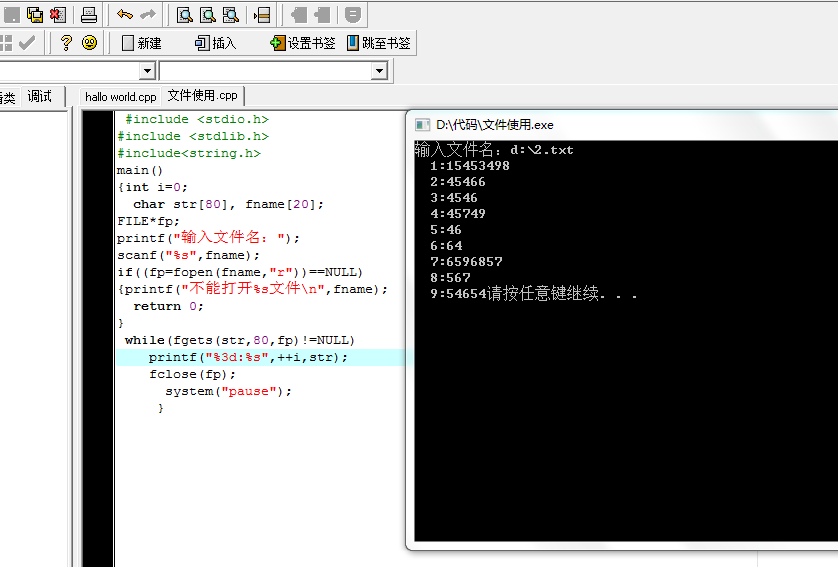 新建 插入 设置书签 跳至书签
调试 hallo world.cpp 文件使用.cpp
#include <stdio.h>
#include <stdlib.h>
#include<string.h>
main()
{int i=0;
char str[80], fname[20];
FILE*fp;
printf("输入文件名: ");
scanf("%s",fname);
if((fp=fopen(fname,"r"))==NULL)
{printf("不能打开%s文件\n",fname);
return 0;
}
while(fgets(str,80,fp)!=NULL)
printf("%3d:%s",++i,str);
fclose(fp);
system("pause");
}
D:\代码\文件使用.exe
输入文件名: d:\2.txt
1:15453498
2:45466
3:4546
4:45749
5:46
6:64
7:6596857
8:567
9:54654请按任意键继续. . .